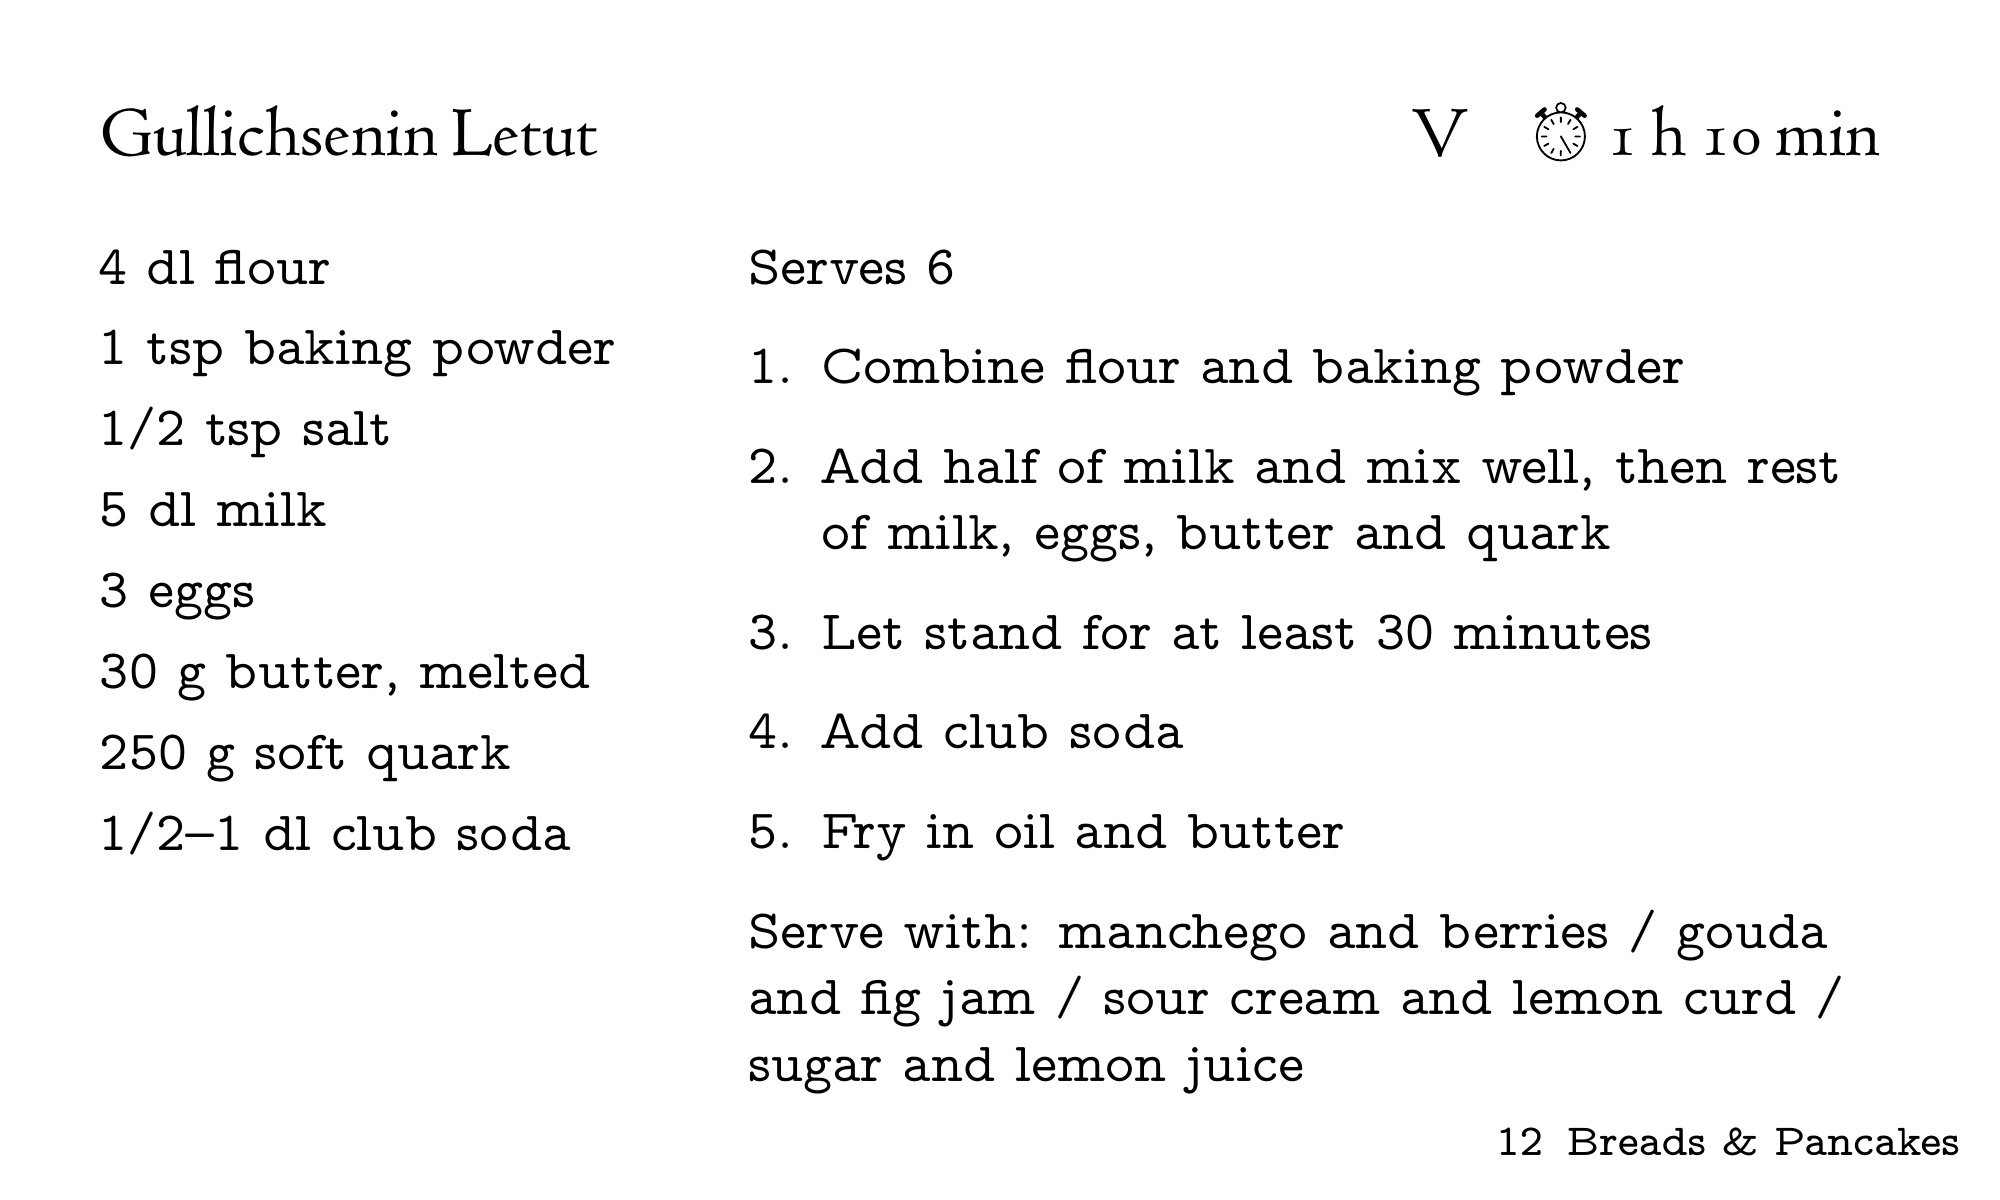 Gullichsenin Letut
V 1 h 10 min
4 dl flour
1 tsp baking powder
1/2 tsp salt
5 dl milk
3 eggs
30 g butter, melted
250 g soft quark
1/2–1 dl club soda
Serves 6
1. Combine flour and baking powder
2. Add half of milk and mix well, then rest
of milk, eggs, butter and quark
3. Let stand for at least 30 minutes
4. Add club soda
5. Fry in oil and butter
Serve with: manchego and berries / gouda
and fig jam / sour cream and lemon curd /
sugar and lemon juice
12 Breads & Pancakes